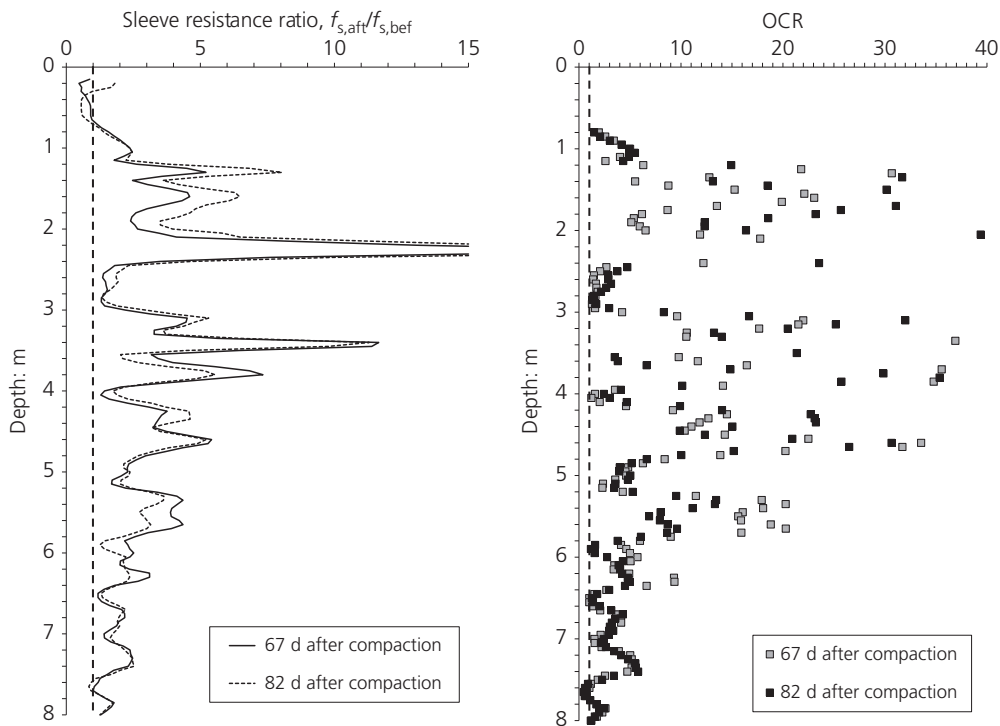 Sleeve resistance ratio, fs,aft/fs,bef
0 5 10 15
0
1
2
3
4
5
6
7
8
Depth: m
67 d after compaction
82 d after compaction
OCR
0 10 20 30 40
0
1
2
3
4
5
6
7
8
Depth: m
67 d after compaction
82 d after compaction